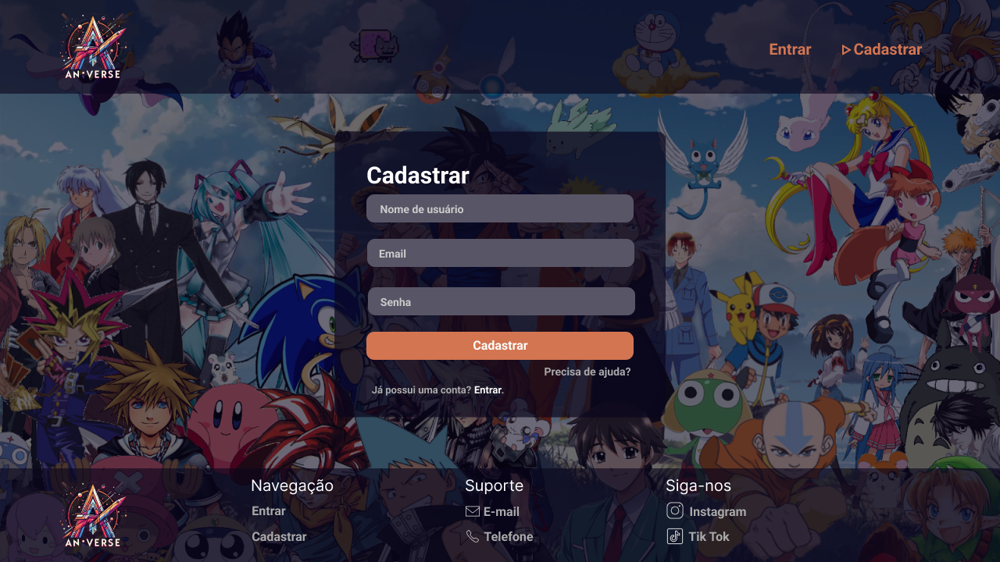 AN·VERSE
Entrar
Cadastrar
Cadastrar
Nome de usuário
Email
Senha
Cadastrar
Precisa de ajuda?
Já possui uma conta? Entrar.
AN·VERSE
Navegação
Entrar
Cadastrar
Suporte
E-mail
Telefone
Siga-nos
Instagram
Tik Tok